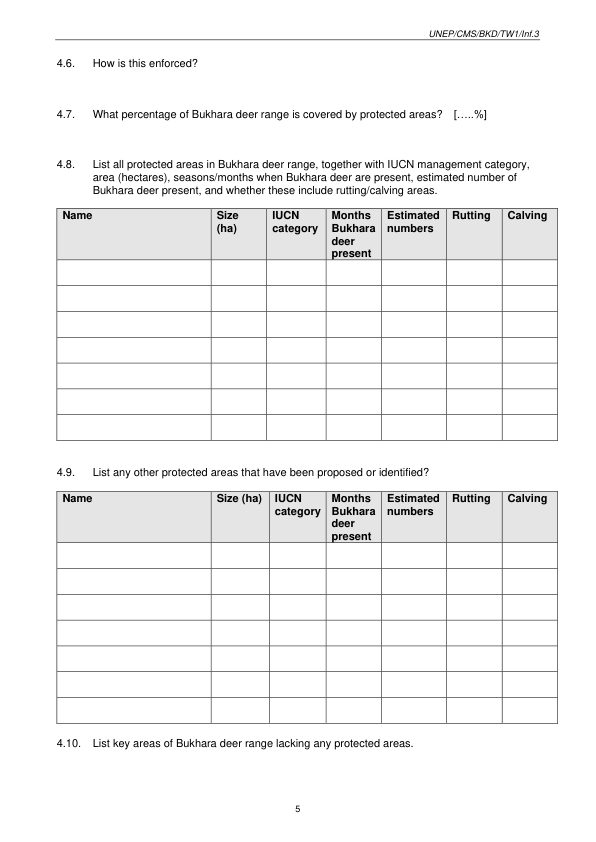 UNEP/CMS/BKD/TW1/Inf.3
4.6. How is this enforced?
4.7. What percentage of Bukhara deer range is covered by protected areas? […..%]
4.8. List all protected areas in Bukhara deer range, together with IUCN management category,
area (hectares), seasons/months when Bukhara deer are present, estimated number of
Bukhara deer present, and whether these include rutting/calving areas.
Name Size IUCN Months Estimated Rutting Calving
(ha) category Bukhara numbers
deer
present
4.9. List any other protected areas that have been proposed or identified?
Name Size (ha) IUCN Months Estimated Rutting Calving
category Bukhara numbers
deer
present
4.10. List key areas of Bukhara deer range lacking any protected areas.
5